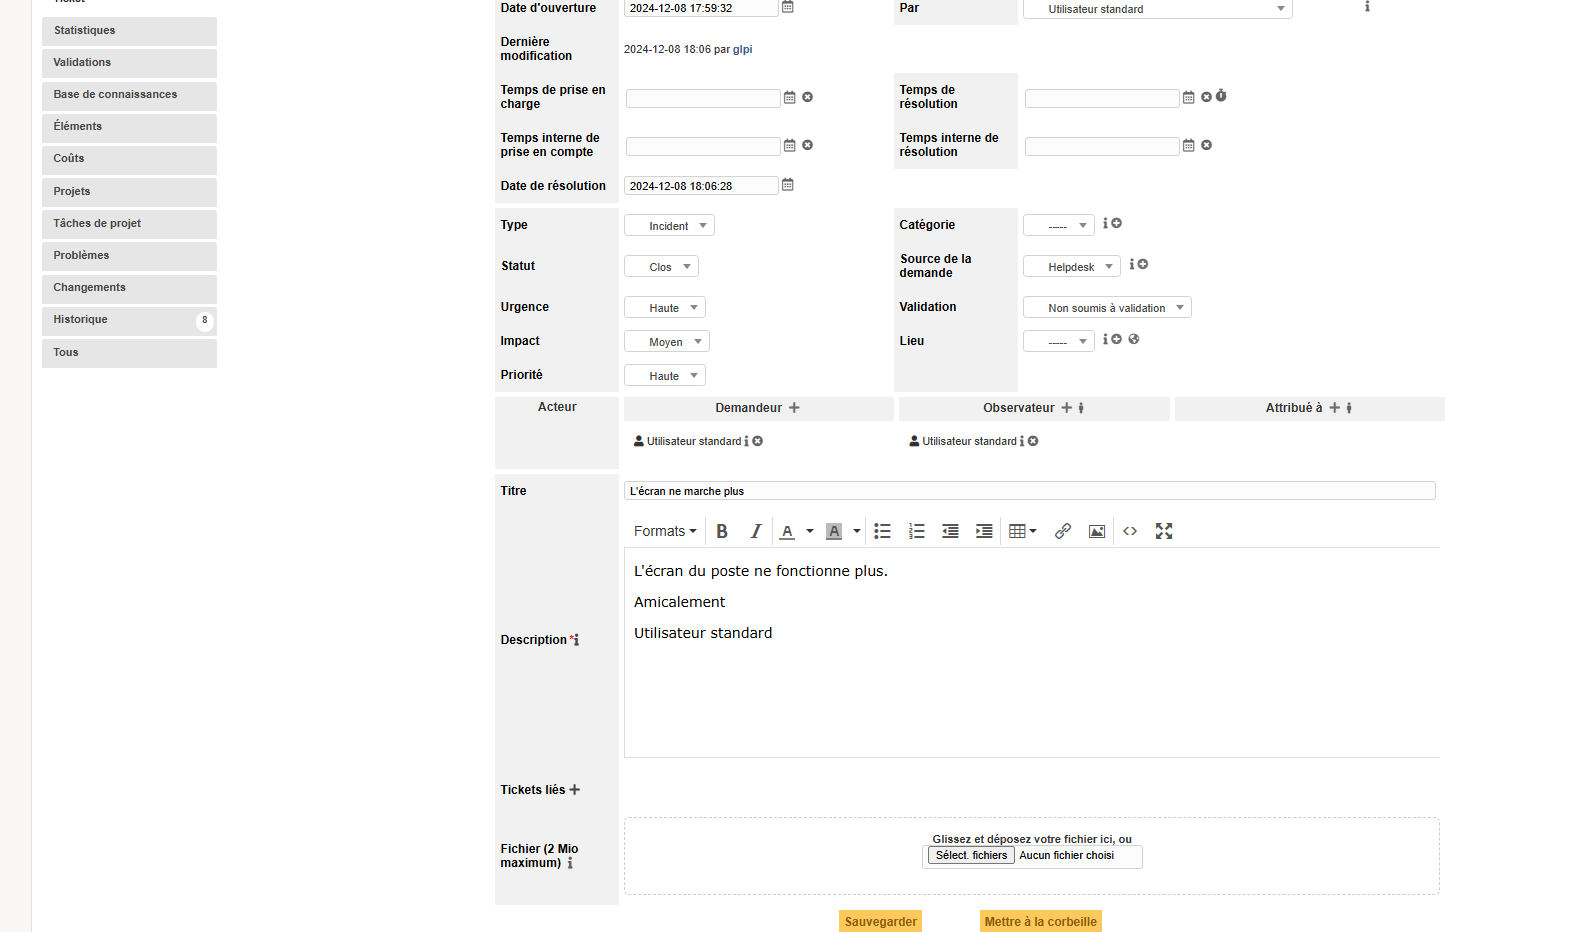 Statistiques
Validations
Base de connaissances
Éléments
Coûts
Projets
Tâches de projet
Problèmes
Changements
Historique 8
Tous
Date d'ouverture 2024-12-08 17:59:32 Par Utilisateur standard
Dernière
modification
2024-12-08 18:06 par glpi
Temps de prise en
charge
Temps de
résolution
Temps interne de
prise en compte
Temps interne de
résolution
Date de résolution 2024-12-08 18:06:28
Type Incident Catégorie -----
Statut Clos Source de la
demande Helpdesk
Urgence Haute Validation Non soumis à validation
Impact Moyen Lieu -----
Priorité Haute
Acteur Demandeur Observateur Attribué à
Utilisateur standard Utilisateur standard
Titre L'écran ne marche plus
Formats B I A A
L'écran du poste ne fonctionne plus.
Amicalement
Utilisateur standard
Description *
Tickets liés
Fichier (2 Mio
maximum)
Glissez et déposez votre fichier ici, ou
Sélect. fichiers Aucun fichier choisi
Sauvegarder Mettre à la corbeille